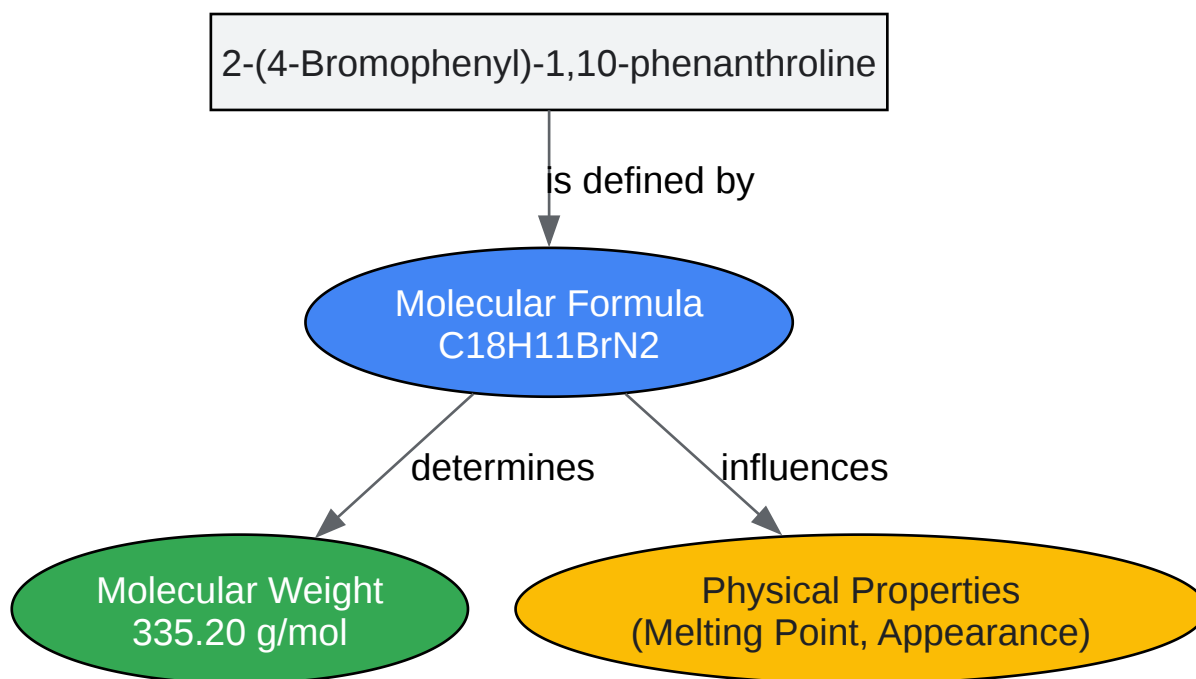 2-(4-Bromophenyl)-1,10-phenanthroline
is defined by
Molecular Formula
C18H11BrN2
determines
influences
Molecular Weight
335.20 g/mol
Physical Properties
(Melting Point, Appearance)